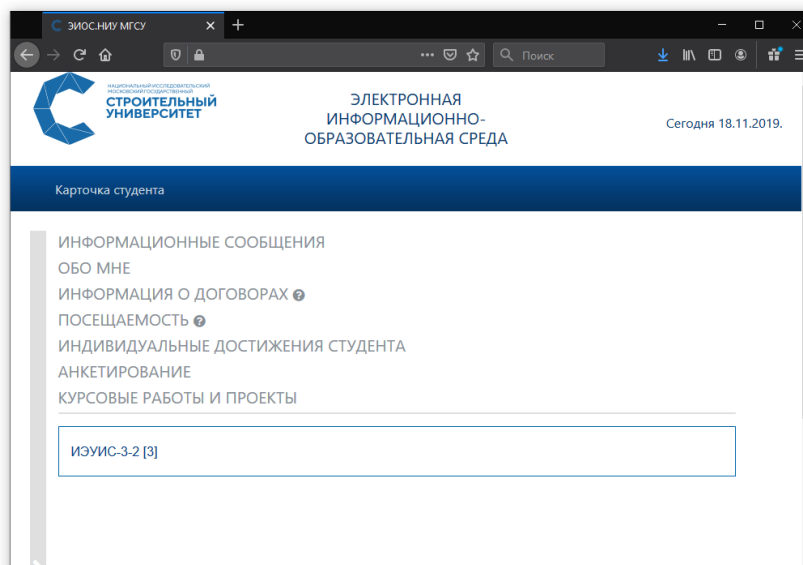 ЭИОС.НИУ МГСУ
Поиск
НАЦИОНАЛЬНЫЙ ИССЛЕДОВАТЕЛЬСКИЙ
МОСКОВСКИЙ ГОСУДАРСТВЕННЫЙ
СТРОИТЕЛЬНЫЙ
УНИВЕРСИТЕТ
ЭЛЕКТРОННАЯ
ИНФОРМАЦИОННО-
ОБРАЗОВАТЕЛЬНАЯ СРЕДА
Сегодня 18.11.2019.
Карточка студента
ИНФОРМАЦИОННЫЕ СООБЩЕНИЯ
ОБО МНЕ
ИНФОРМАЦИЯ О ДОГОВОРАХ ?
ПОСЕЩАЕМОСТЬ ?
ИНДИВИДУАЛЬНЫЕ ДОСТИЖЕНИЯ СТУДЕНТА
АНКЕТИРОВАНИЕ
КУРСОВЫЕ РАБОТЫ И ПРОЕКТЫ
ИЭУИС-3-2 [3]